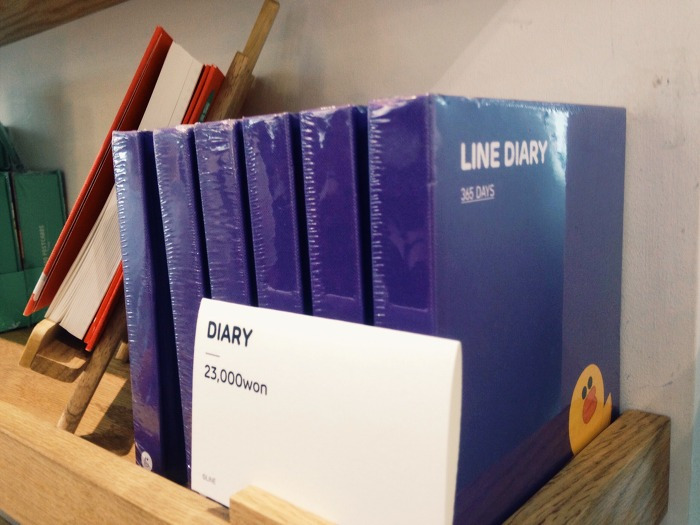 LINE DIARY
365 DAYS
DIARY
23,000won